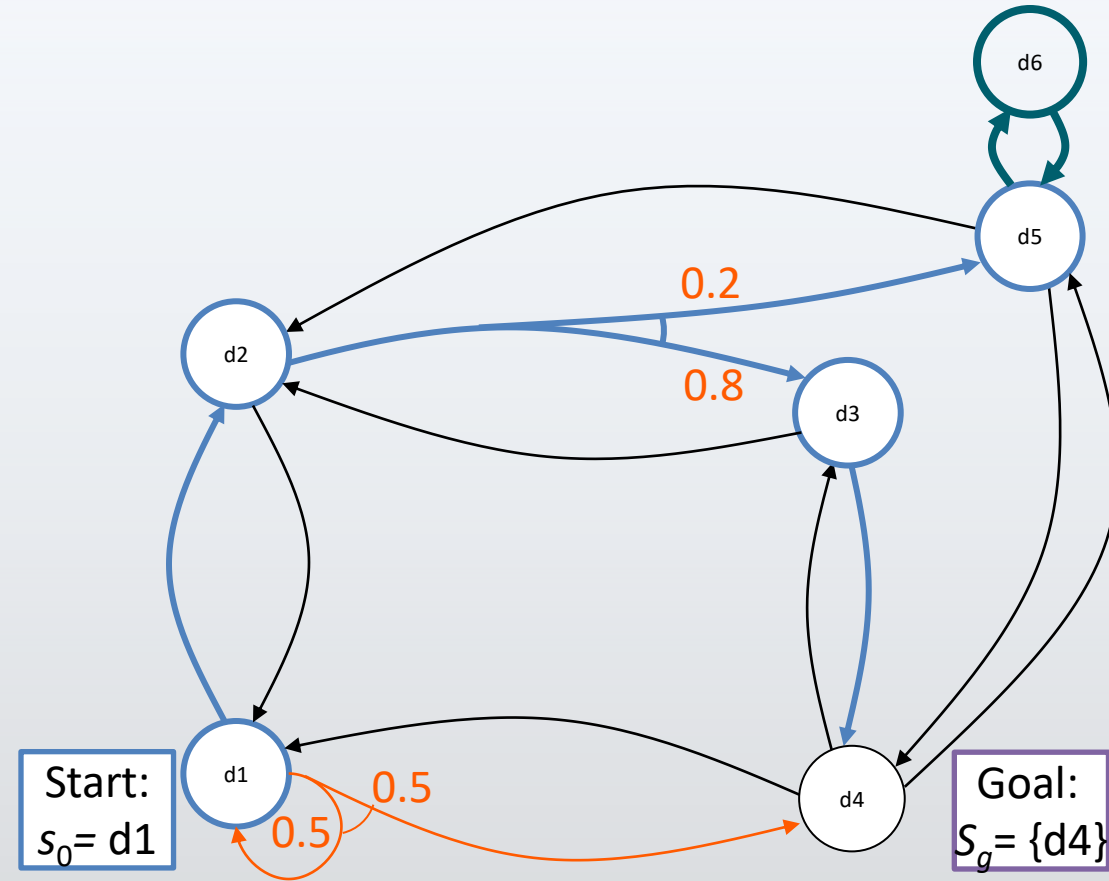 d6
d5
0.2
d2
0.8
d3
Start:
s₀= d1
d1
0.5
0.5
d4
Goal:
S_g= {d4}